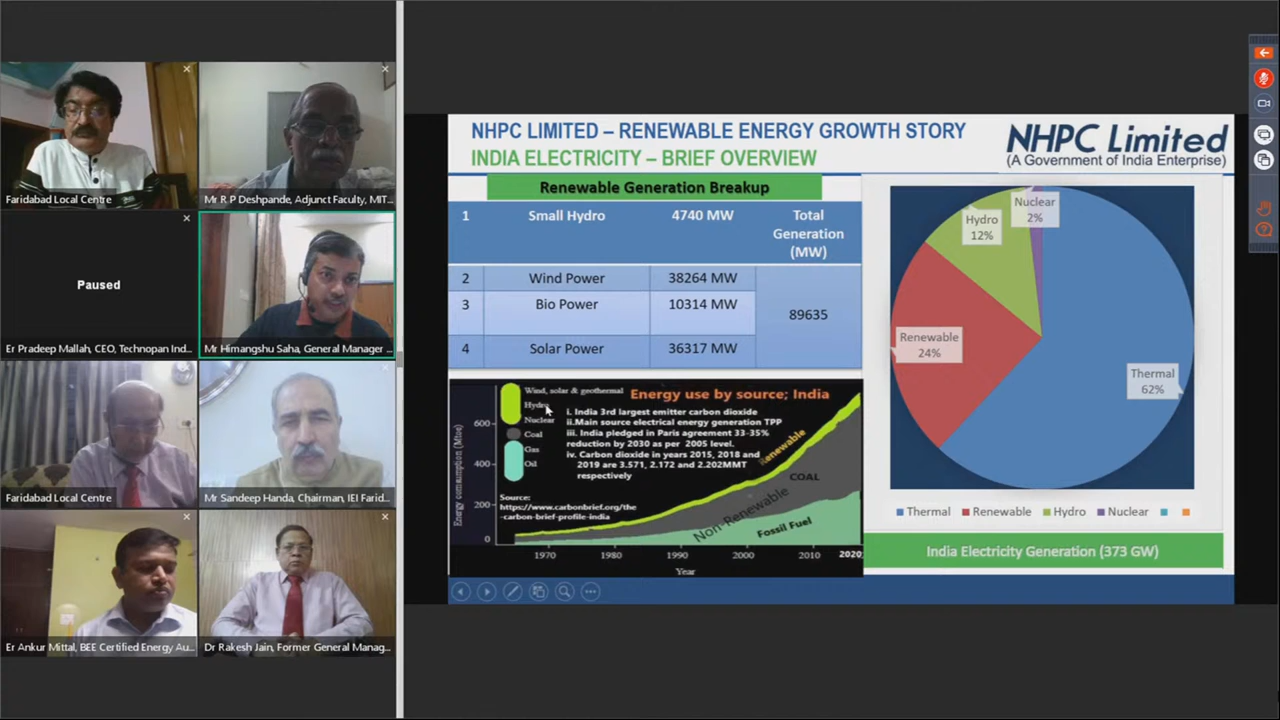 Faridabad Local Centre
Mr R P Deshpande, Adjunct Faculty, MIT...
Paused
Er Pradeep Mallah, CEO, Technopan Ind...
Mr Himangshu Saha, General Manager ...
Faridabad Local Centre
Mr Sandeep Handa, Chairman, IEI Farid...
Er Ankur Mittal, BEE Certified Energy Au...
Dr Rakesh Jain, Former General Manag...
NHPC LIMITED – RENEWABLE ENERGY GROWTH STORY
INDIA ELECTRICITY – BRIEF OVERVIEW
NHPC Limited
(A Government of India Enterprise)
Renewable Generation Breakup
1 Small Hydro 4740 MW Total Generation (MW)
2 Wind Power 38264 MW
3 Bio Power 10314 MW 89635
4 Solar Power 36317 MW
Energy use by source; India
Wind, solar & geothermal
Hydro
Nuclear
Coal
Gas
Oil
i. India 3rd largest emitter carbon dioxide
ii.Main source electrical energy generation TPP
iii. India pledged in Paris agreement 33-35%
reduction by 2030 as per 2005 level.
iv. Carbon dioxide in years 2015, 2018 and
2019 are 3.571, 2.172 and 2.202MMT
respectively
Source:
https://www.carbonbrief.org/the
-carbon-brief-profile-india
Energy consumption (Mtoe)
600
400
200
0
Renewable
COAL
Non-Renewable
Fossil Fuel
1970 1980 1990 2000 2010 2020
Year
Nuclear
2%
Hydro
12%
Renewable
24%
Thermal
62%
Thermal Renewable Hydro Nuclear
India Electricity Generation (373 GW)